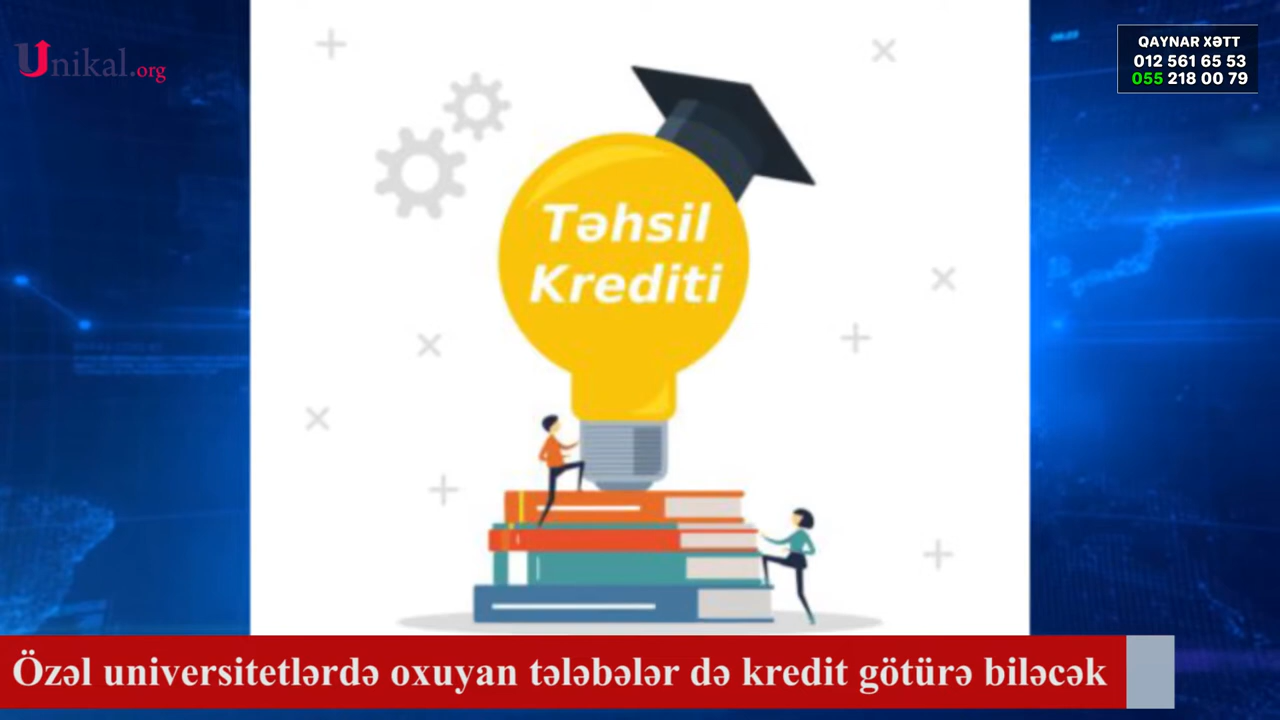 Unikal.org
QAYNAR XƏTT
012 561 65 53
055 218 00 79
Təhsil
Krediti
Özəl universitetlərdə oxuyan tələbələr də kredit götürə biləcək